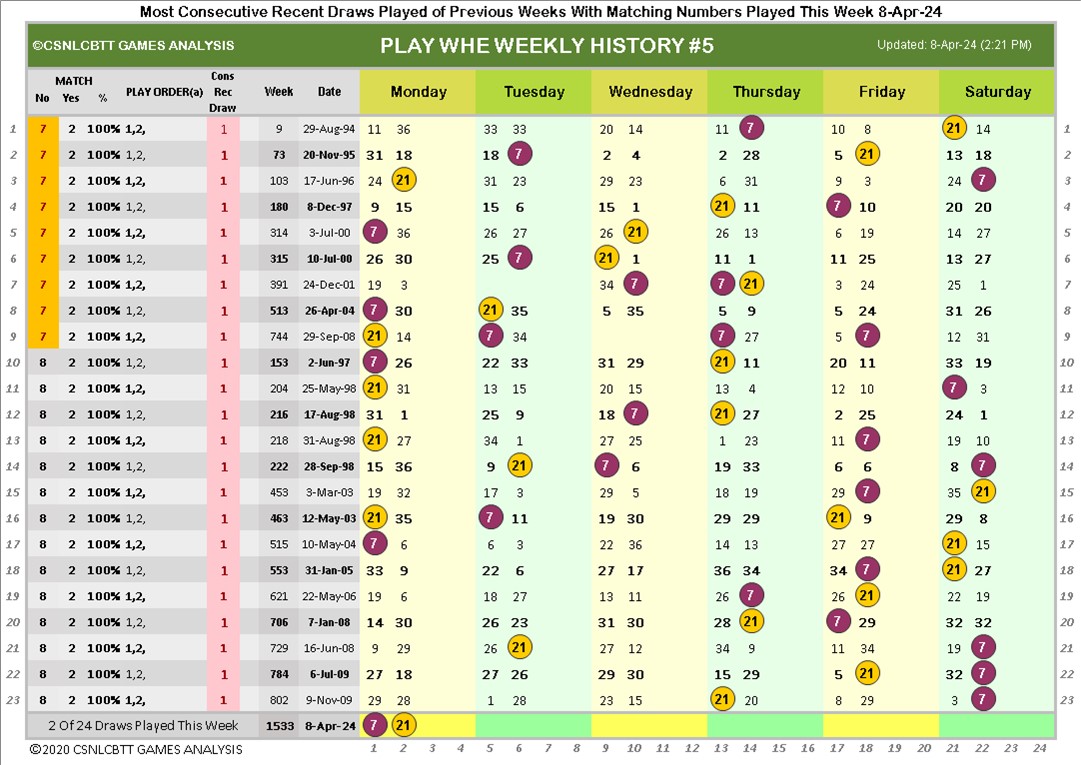 Most Consecutive Recent Draws Played of Previous Weeks With Matching Numbers Played This Week 8-Apr-24
©CSNLCBTT GAMES ANALYSIS PLAY WHE WEEKLY HISTORY #5 Updated: 8-Apr-24 (2:21 PM)
No MATCH Yes % PLAY ORDER(a) Cons Rec Draw Week Date Monday Tuesday Wednesday Thursday Friday Saturday
1 7 2 100% 1,2, 1 9 29-Aug-94 11 36 33 33 20 14 11 7 10 8 21 14 1
2 7 2 100% 1,2, 1 73 20-Nov-95 31 18 18 7 2 4 2 28 5 21 13 18 2
3 7 2 100% 1,2, 1 103 17-Jun-96 24 21 31 23 29 23 6 31 9 3 24 7 3
4 7 2 100% 1,2, 1 180 8-Dec-97 9 15 15 6 15 1 21 11 7 10 20 20 4
5 7 2 100% 1,2, 1 314 3-Jul-00 7 36 26 27 26 21 26 13 6 19 14 27 5
6 7 2 100% 1,2, 1 315 10-Jul-00 26 30 25 7 21 1 11 1 11 25 13 27 6
7 7 2 100% 1,2, 1 391 24-Dec-01 19 3 34 7 7 21 3 24 25 1 7
8 7 2 100% 1,2, 1 513 26-Apr-04 7 30 21 35 5 35 5 9 5 24 31 26 8
9 7 2 100% 1,2, 1 744 29-Sep-08 21 14 7 34 7 27 5 7 12 31 9
10 8 2 100% 1,2, 1 153 2-Jun-97 7 26 22 33 31 29 21 11 20 11 33 19 10
11 8 2 100% 1,2, 1 204 25-May-98 21 31 13 15 20 15 13 4 12 10 7 3 11
12 8 2 100% 1,2, 1 216 17-Aug-98 31 1 25 9 18 7 21 27 2 25 24 1 12
13 8 2 100% 1,2, 1 218 31-Aug-98 21 27 34 1 27 25 1 23 11 7 19 10 13
14 8 2 100% 1,2, 1 222 28-Sep-98 15 36 9 21 7 6 19 33 6 6 8 7 14
15 8 2 100% 1,2, 1 453 3-Mar-03 19 32 17 3 29 5 18 19 29 7 35 21 15
16 8 2 100% 1,2, 1 463 12-May-03 21 35 7 11 19 30 29 29 21 9 29 8 16
17 8 2 100% 1,2, 1 515 10-May-04 7 6 6 3 22 36 14 13 27 27 21 15 17
18 8 2 100% 1,2, 1 553 31-Jan-05 33 9 22 6 27 17 36 34 34 7 21 27 18
19 8 2 100% 1,2, 1 621 22-May-06 19 6 18 27 13 11 26 7 26 21 22 19 19
20 8 2 100% 1,2, 1 706 7-Jan-08 14 30 26 23 31 30 28 21 7 29 32 32 20
21 8 2 100% 1,2, 1 729 16-Jun-08 9 29 26 21 27 12 34 9 11 34 19 7 21
22 8 2 100% 1,2, 1 784 6-Jul-09 27 18 27 26 29 30 15 29 5 21 32 7 22
23 8 2 100% 1,2, 1 802 9-Nov-09 29 28 1 28 23 15 21 20 8 29 3 7 23
2 Of 24 Draws Played This Week 1533 8-Apr-24 7 21
©2020 CSNLCBTT GAMES ANALYSIS 1 2 3 4 5 6 7 8 9 10 11 12 13 14 15 16 17 18 19 20 21 22 23 24